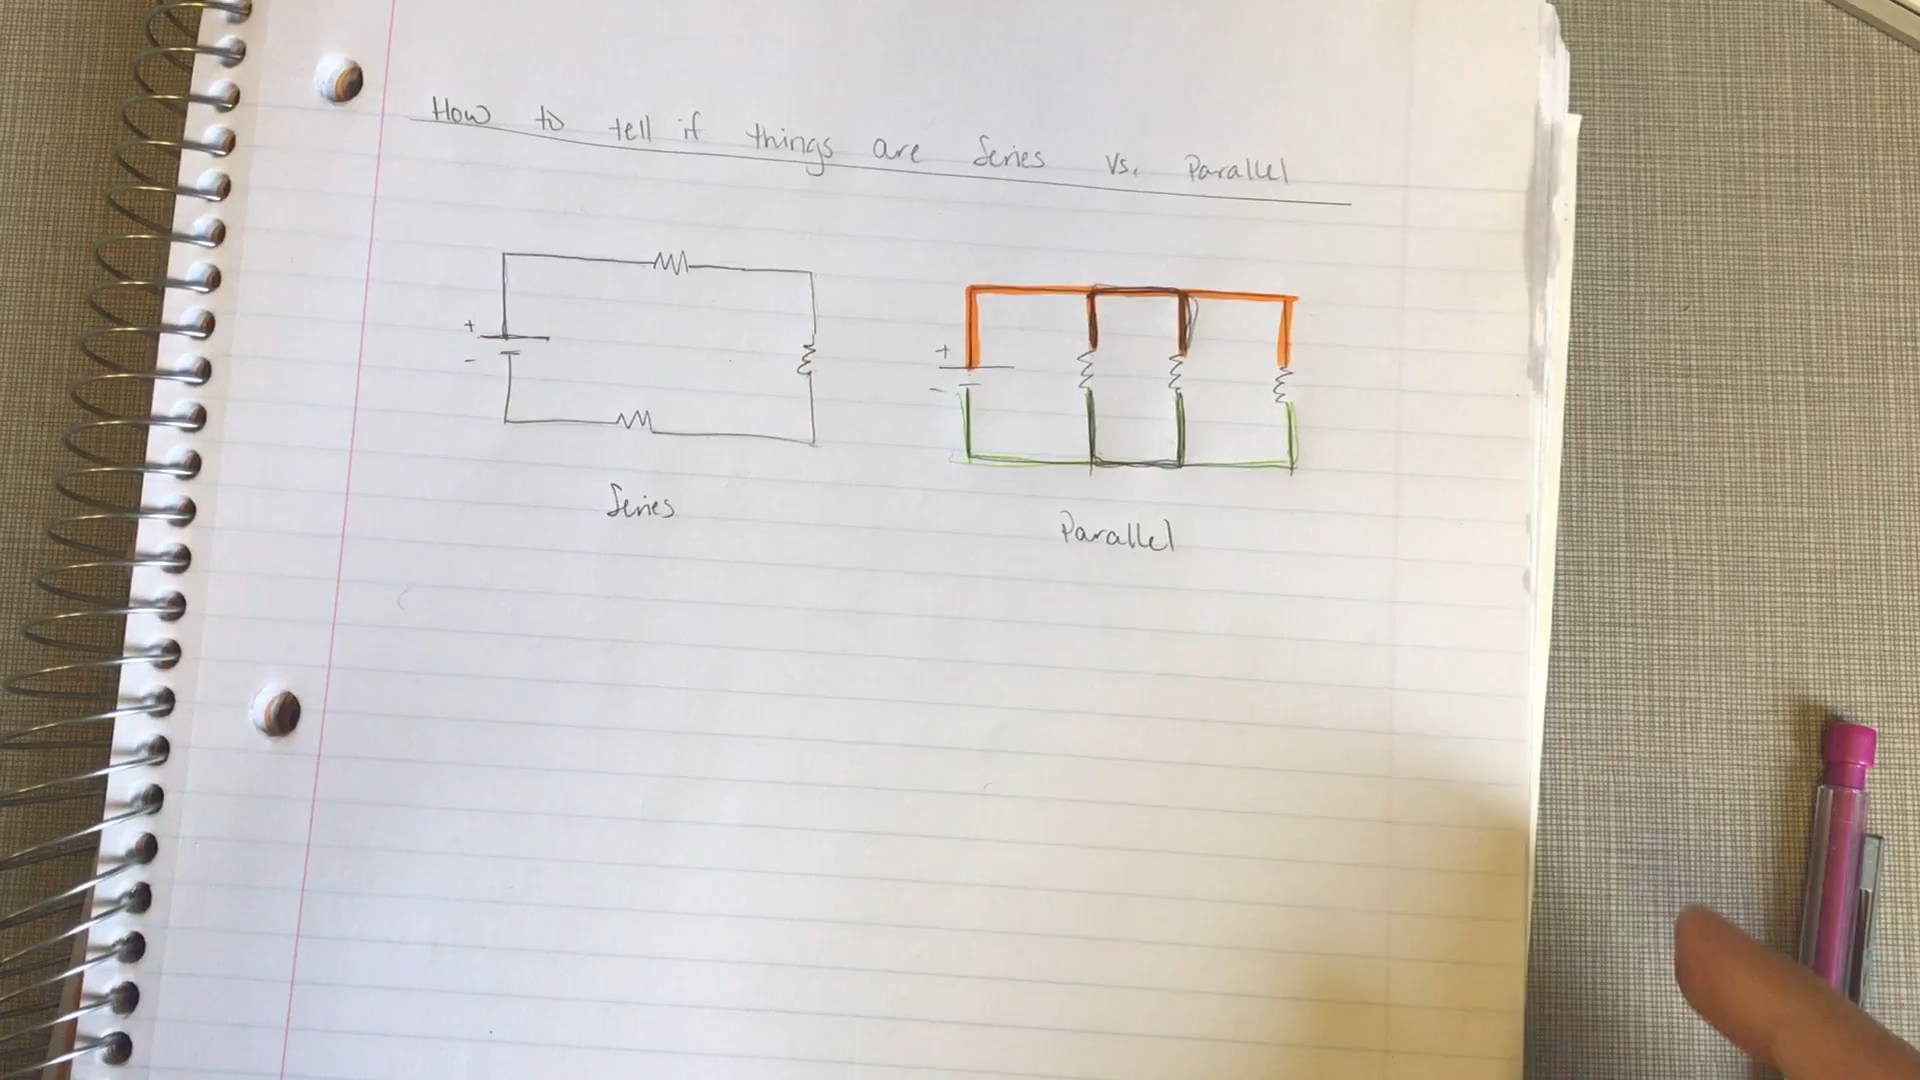 How to tell if things are Series vs. Parallel
+
-
+
-
Series
Parallel